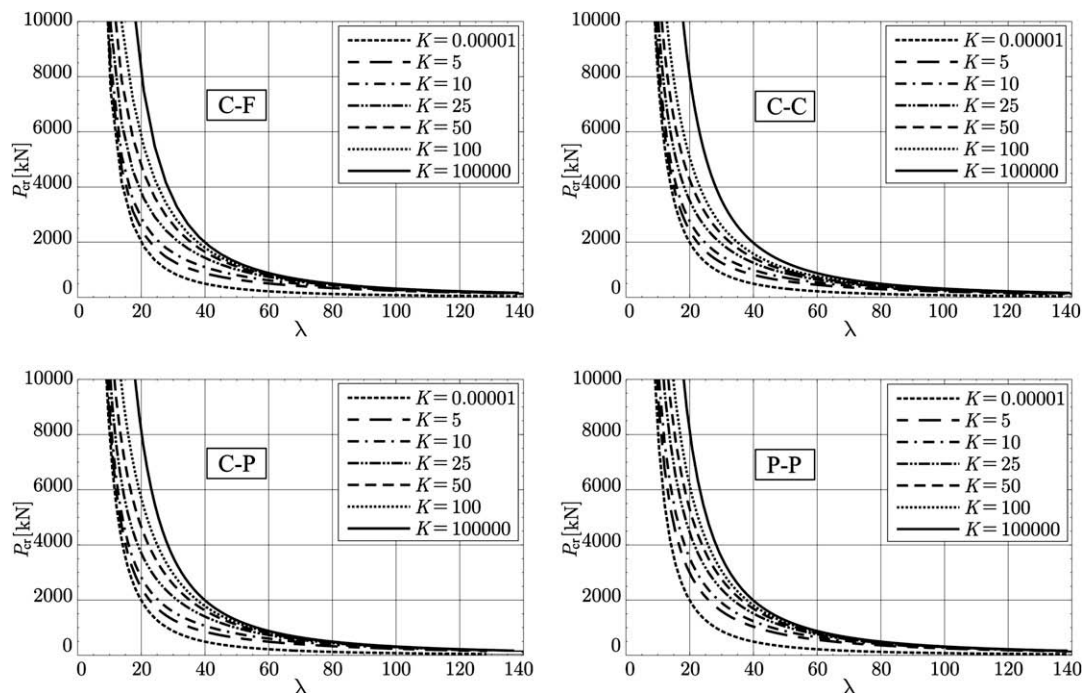 10000
8000
6000
4000
2000
0
P_cr [kN]
C-F
K = 0.00001
K = 5
K = 10
K = 25
K = 50
K = 100
K = 100000
0 20 40 60 80 100 120 140
λ
10000
8000
6000
4000
2000
0
P_cr [kN]
C-C
K = 0.00001
K = 5
K = 10
K = 25
K = 50
K = 100
K = 100000
0 20 40 60 80 100 120 140
λ
10000
8000
6000
4000
2000
0
P_cr [kN]
C-P
K = 0.00001
K = 5
K = 10
K = 25
K = 50
K = 100
K = 100000
0 20 40 60 80 100 120 140
λ
10000
8000
6000
4000
2000
0
P_cr [kN]
P-P
K = 0.00001
K = 5
K = 10
K = 25
K = 50
K = 100
K = 100000
0 20 40 60 80 100 120 140
λ